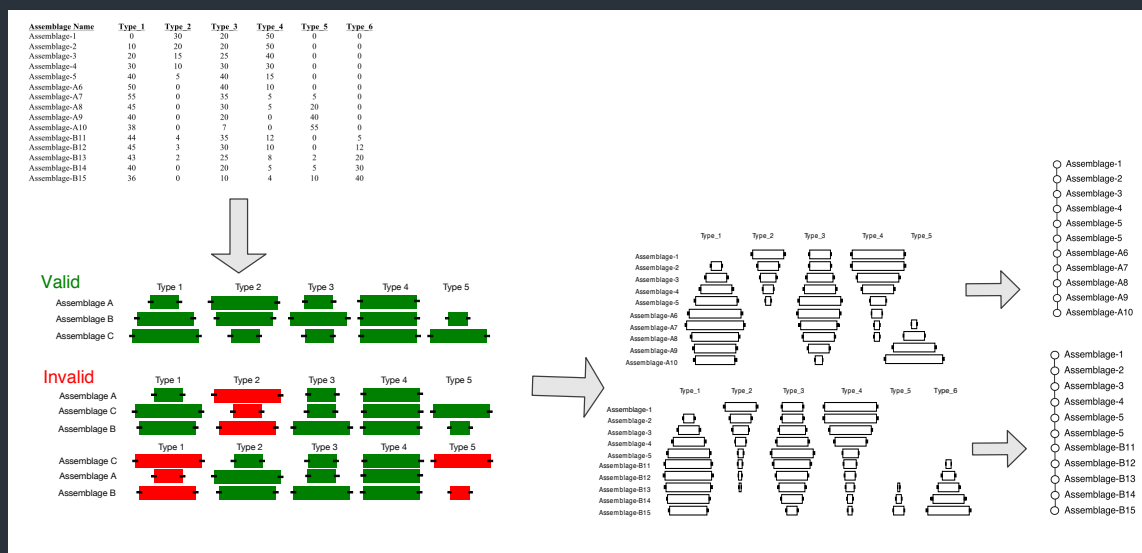 Assemblage Name Type_1 Type_2 Type_3 Type_4 Type_5 Type_6
Assemblage-1 0 30 20 50 0 0
Assemblage-2 10 20 20 50 0 0
Assemblage-3 20 15 25 40 0 0
Assemblage-4 30 10 30 30 0 0
Assemblage-5 40 5 40 15 0 0
Assemblage-A6 50 0 40 10 0 0
Assemblage-A7 55 0 35 5 5 0
Assemblage-A8 45 0 30 5 20 0
Assemblage-A9 40 0 20 0 40 0
Assemblage-A10 38 0 7 0 55 0
Assemblage-B11 44 4 35 12 0 5
Assemblage-B12 45 3 30 10 0 12
Assemblage-B13 43 2 25 8 2 20
Assemblage-B14 40 0 20 5 5 30
Assemblage-B15 36 0 10 4 10 40
Valid
Type 1 Type 2 Type 3 Type 4 Type 5
Assemblage A
Assemblage B
Assemblage C
Invalid
Type 1 Type 2 Type 3 Type 4 Type 5
Assemblage A
Assemblage C
Assemblage B
Type 1 Type 2 Type 3 Type 4 Type 5
Assemblage C
Assemblage A
Assemblage B
Type_1 Type_2 Type_3 Type_4 Type_5
Assemblage-1
Assemblage-2
Assemblage-3
Assemblage-4
Assemblage-5
Assemblage-A6
Assemblage-A7
Assemblage-A8
Assemblage-A9
Assemblage-A10
Type_1 Type_2 Type_3 Type_4 Type_5 Type_6
Assemblage-1
Assemblage-2
Assemblage-3
Assemblage-4
Assemblage-5
Assemblage-B11
Assemblage-B12
Assemblage-B13
Assemblage-B14
Assemblage-B15
Assemblage-1
Assemblage-2
Assemblage-3
Assemblage-4
Assemblage-5
Assemblage-5
Assemblage-A6
Assemblage-A7
Assemblage-A8
Assemblage-A9
Assemblage-A10
Assemblage-1
Assemblage-2
Assemblage-3
Assemblage-4
Assemblage-5
Assemblage-5
Assemblage-B11
Assemblage-B12
Assemblage-B13
Assemblage-B14
Assemblage-B15